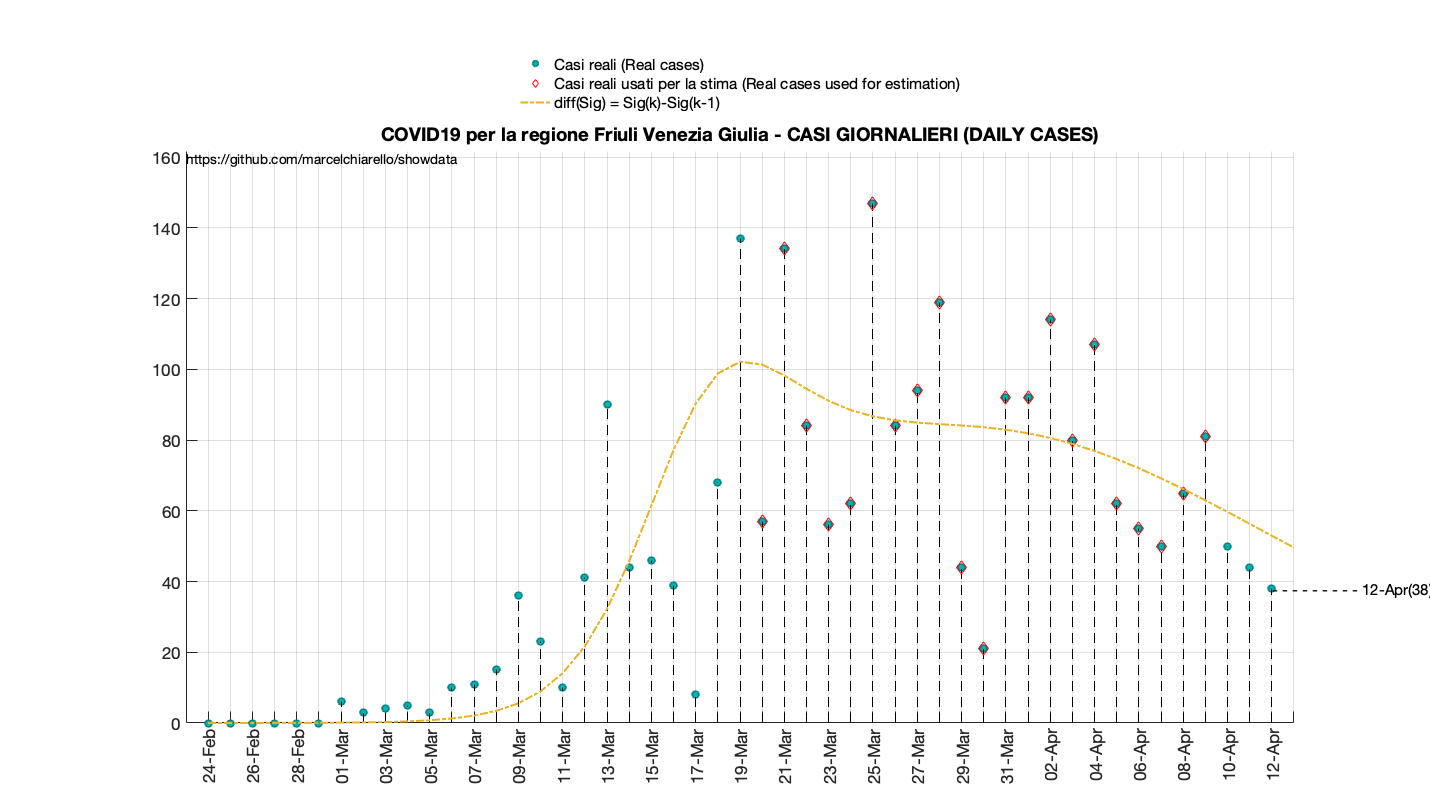 Casi reali (Real cases)
Casi reali usati per la stima (Real cases used for estimation)
diff(Sig) = Sig(k)-Sig(k-1)
COVID19 per la regione Friuli Venezia Giulia - CASI GIORNALIERI (DAILY CASES)
https://github.com/marcelchiarello/showdata
160
140
120
100
80
60
40
20
0
12-Apr(38)
24-Feb
26-Feb
28-Feb
01-Mar
03-Mar
05-Mar
07-Mar
09-Mar
11-Mar
13-Mar
15-Mar
17-Mar
19-Mar
21-Mar
23-Mar
25-Mar
27-Mar
29-Mar
31-Mar
02-Apr
04-Apr
06-Apr
08-Apr
10-Apr
12-Apr